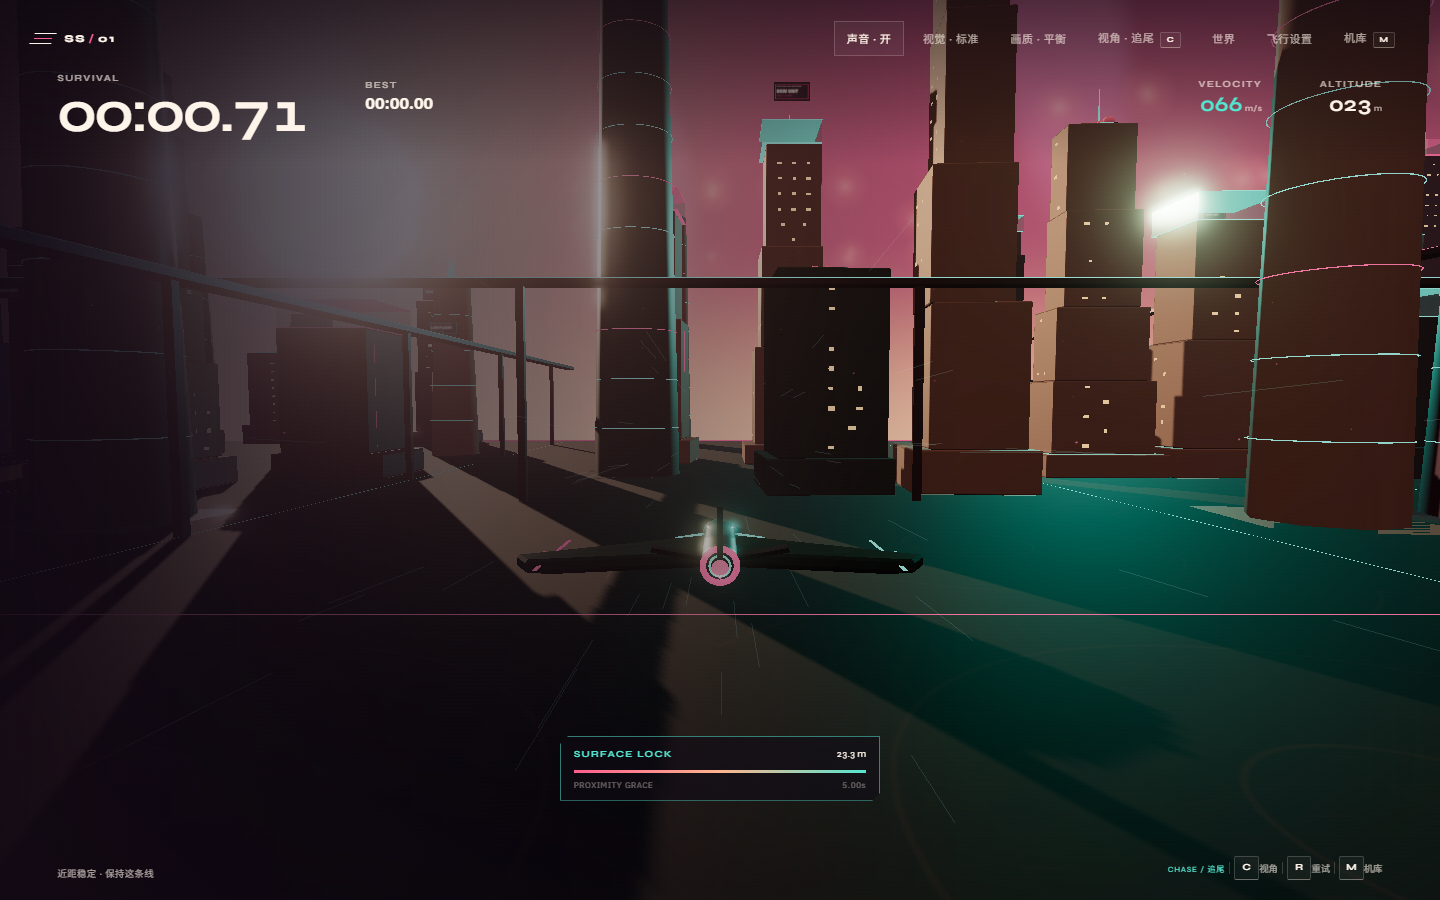 SS / 01
声音 · 开 视觉 · 标准 画质 · 平衡 视角 · 追尾 C 世界 飞行设置 机库 M
SURVIVAL
00:00.71
BEST
00:00.00
VELOCITY
066 m/s
ALTITUDE
023 m
SURFACE LOCK 23.3 m
PROXIMITY GRACE 5.00s
近距稳定 · 保持这条线
CHASE / 追尾 C 视角 R 重试 M 机库